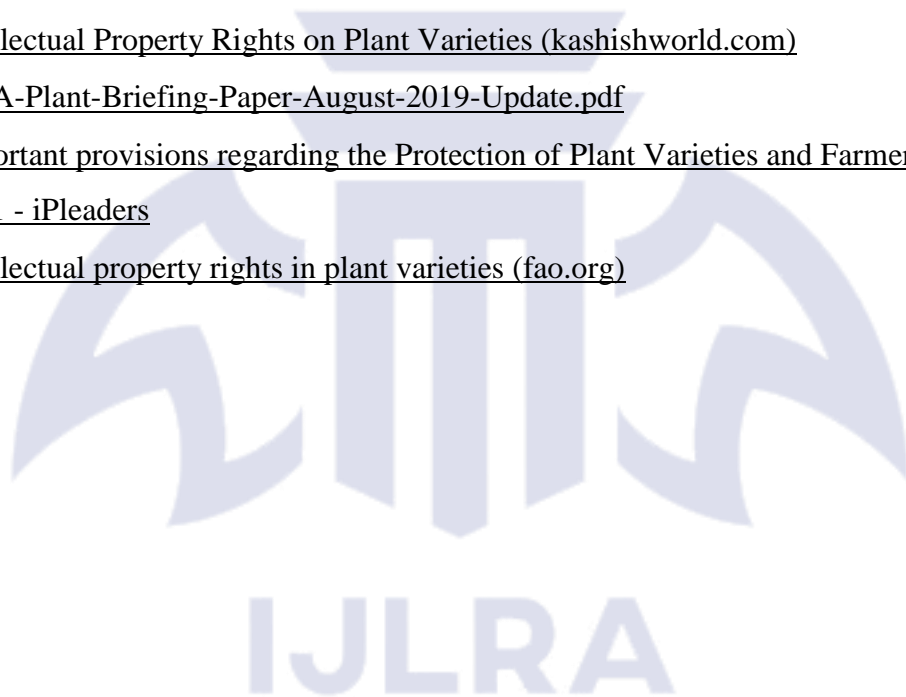 llectual Property Rights on Plant Varieties (kashishworld.com)
A-Plant-Briefing-Paper-August-2019-Update.pdf
ortant provisions regarding the Protection of Plant Varieties and Farmer
- iPleaders
llectual property rights in plant varieties (fao.org)
IJLRA